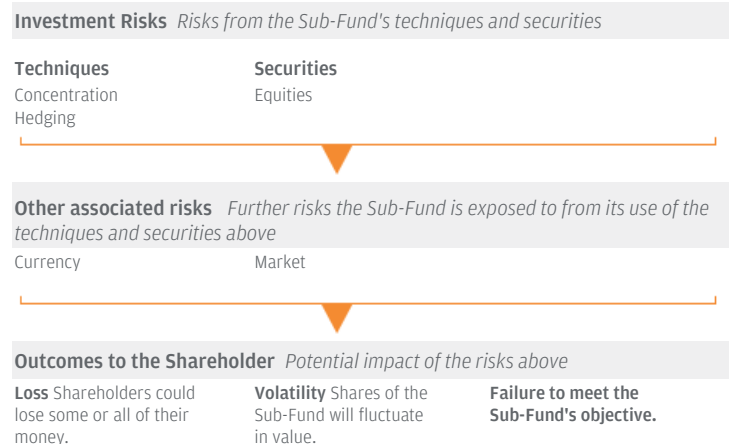 Investment Risks Risks from the Sub-Fund's techniques and securities
Techniques
Concentration
Hedging
Securities
Equities
Other associated risks Further risks the Sub-Fund is exposed to from its use of the
techniques and securities above
Currency
Market
Outcomes to the Shareholder Potential impact of the risks above
Loss Shareholders could
lose some or all of their
money.
Volatility Shares of the
Sub-Fund will fluctuate
in value.
Failure to meet the
Sub-Fund's objective.